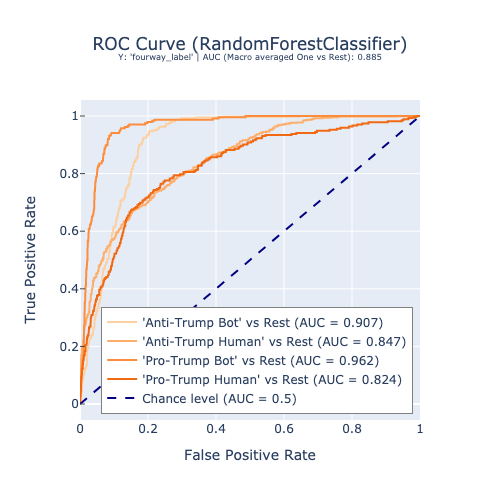 ROC Curve (RandomForestClassifier)
Y: 'fourway_label' | AUC (Macro averaged One vs Rest): 0.885
1
0.8
0.6
0.4
0.2
0
True Positive Rate
'Anti-Trump Bot' vs Rest (AUC = 0.907)
'Anti-Trump Human' vs Rest (AUC = 0.847)
'Pro-Trump Bot' vs Rest (AUC = 0.962)
'Pro-Trump Human' vs Rest (AUC = 0.824)
Chance level (AUC = 0.5)
0 0.2 0.4 0.6 0.8 1
False Positive Rate